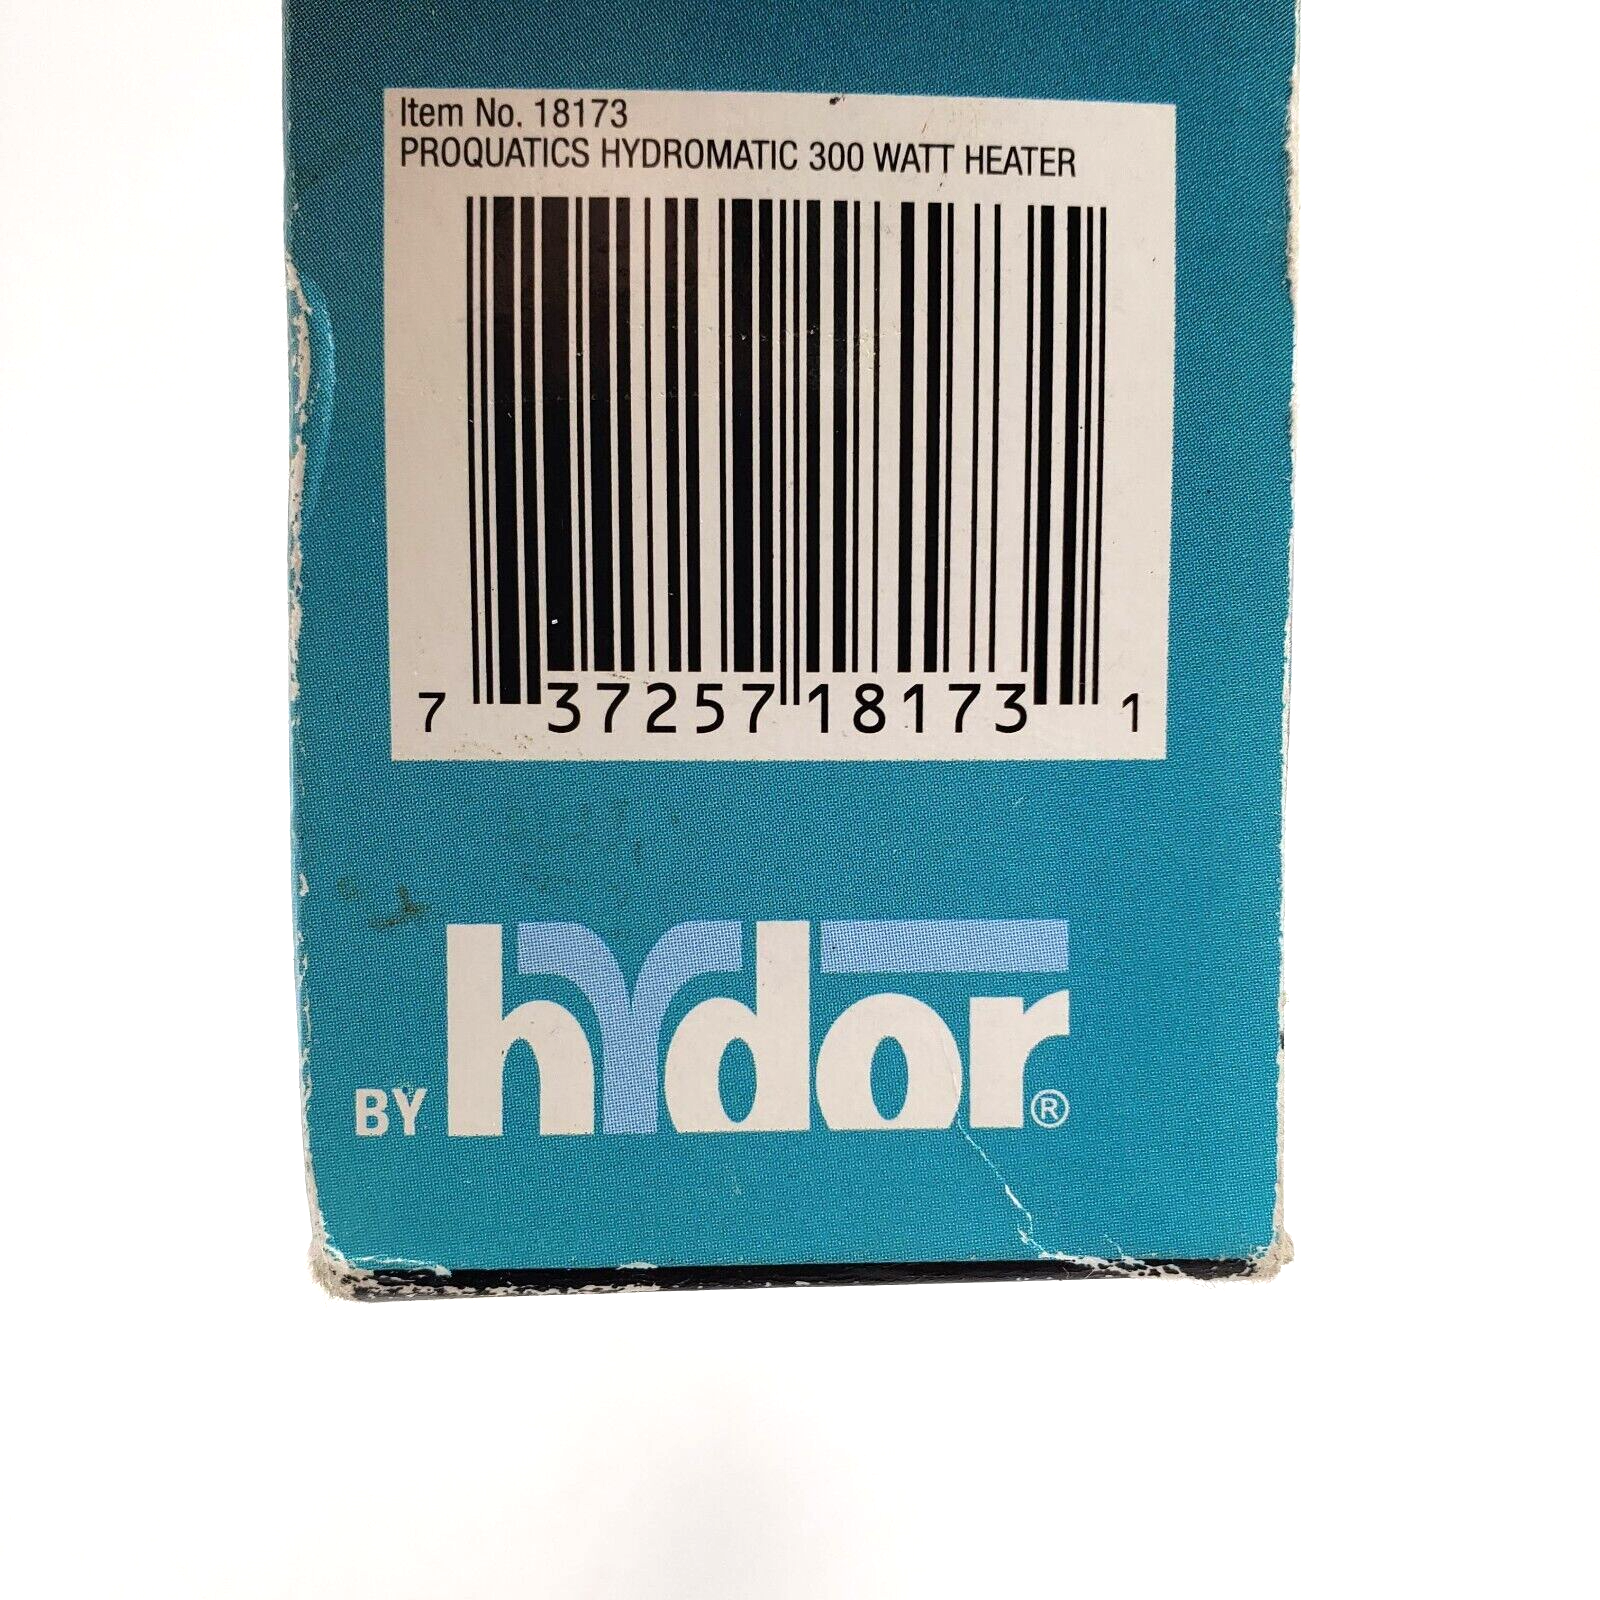 Item No. 18173
PROQUATICS HYDROMATIC 300 WATT HEATER
7 37257 18173 1
BY hydor®